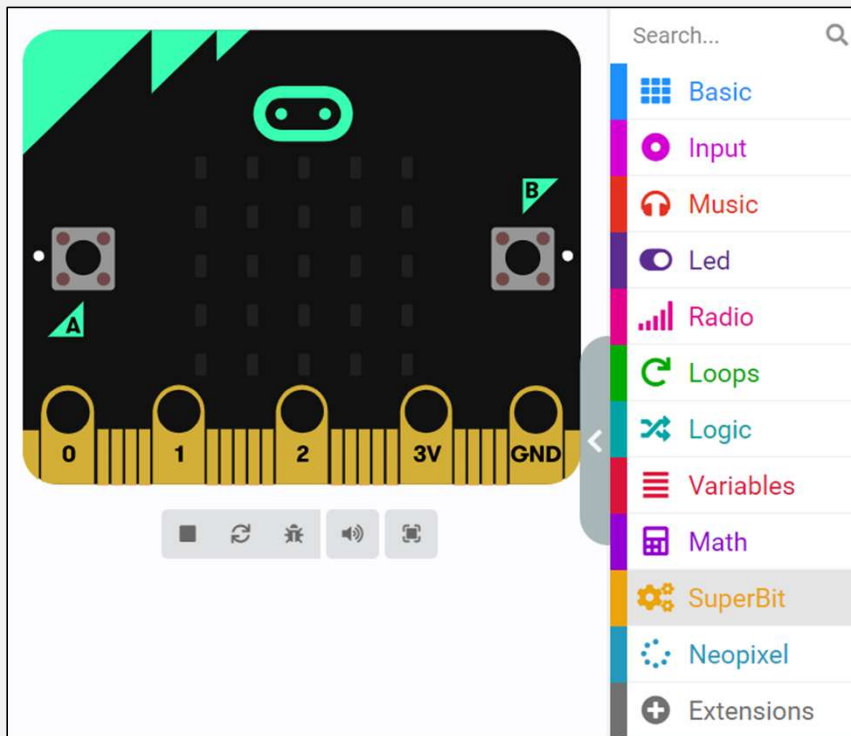 Search...
Basic
Input
Music
Led
Radio
Loops
Logic
Variables
Math
SuperBit
Neopixel
Extensions
B
A
0 1 2 3V GND